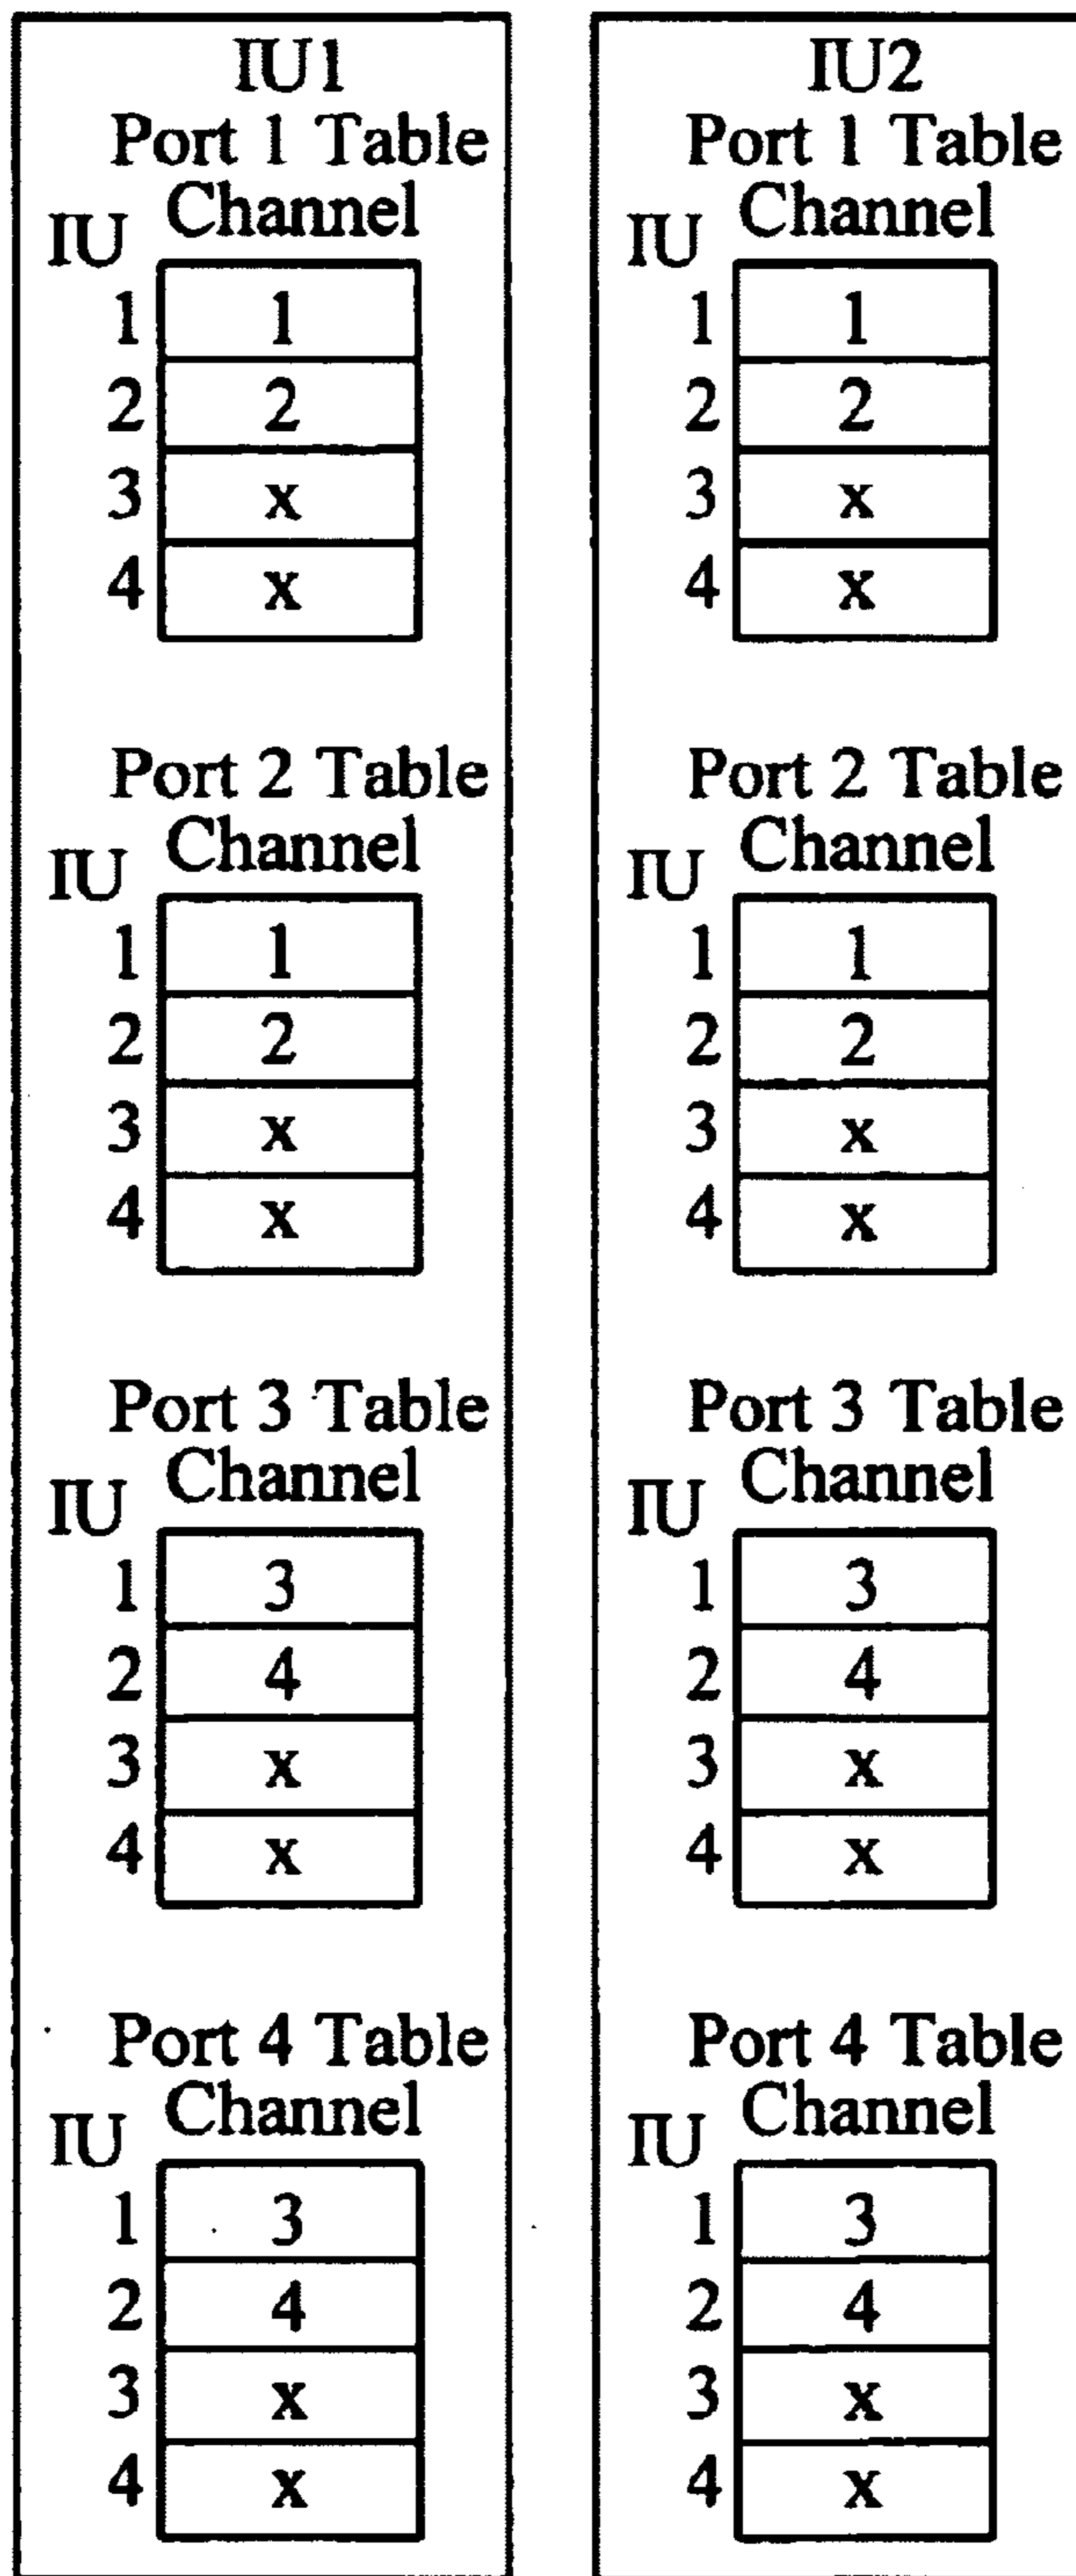 IU1
Port 1 Table
Channel
IU
1 1
2 2
3 x
4 x
Port 2 Table
Channel
IU
1 1
2 2
3 x
4 x
Port 3 Table
Channel
IU
1 3
2 4
3 x
4 x
Port 4 Table
Channel
IU
1 3
2 4
3 x
4 x
IU2
Port 1 Table
Channel
IU
1 1
2 2
3 x
4 x
Port 2 Table
Channel
IU
1 1
2 2
3 x
4 x
Port 3 Table
Channel
IU
1 3
2 4
3 x
4 x
Port 4 Table
Channel
IU
1 3
2 4
3 x
4 x